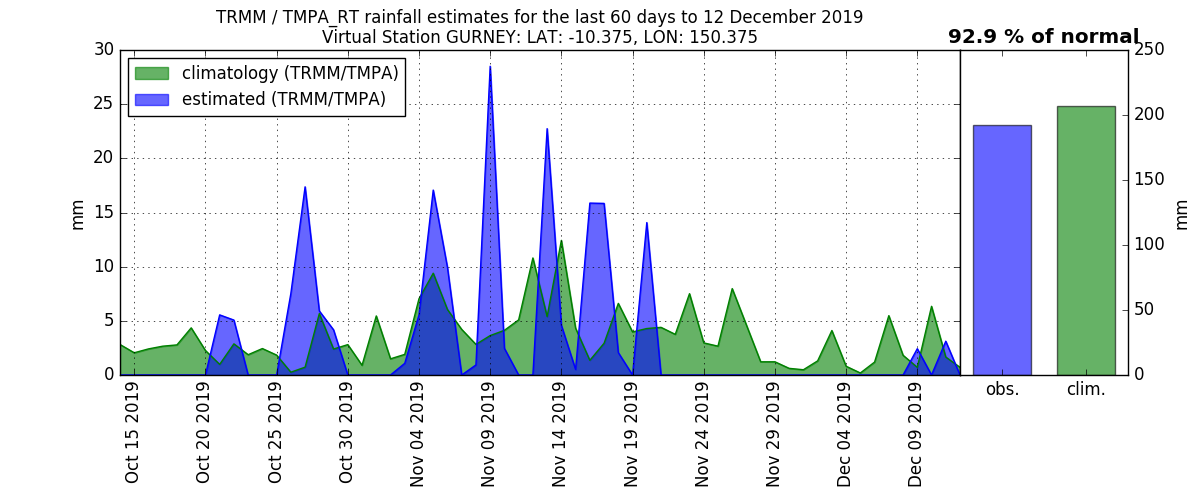 TRMM / TMPA_RT rainfall estimates for the last 60 days to 12 December 2019
Virtual Station GURNEY: LAT: -10.375, LON: 150.375
92.9 % of normal
climatology (TRMM/TMPA)
estimated (TRMM/TMPA)
30
25
20
15
10
5
0
mm
250
200
150
100
50
0
mm
obs.
clim.
Oct 15 2019
Oct 20 2019
Oct 25 2019
Oct 30 2019
Nov 04 2019
Nov 09 2019
Nov 14 2019
Nov 19 2019
Nov 24 2019
Nov 29 2019
Dec 04 2019
Dec 09 2019